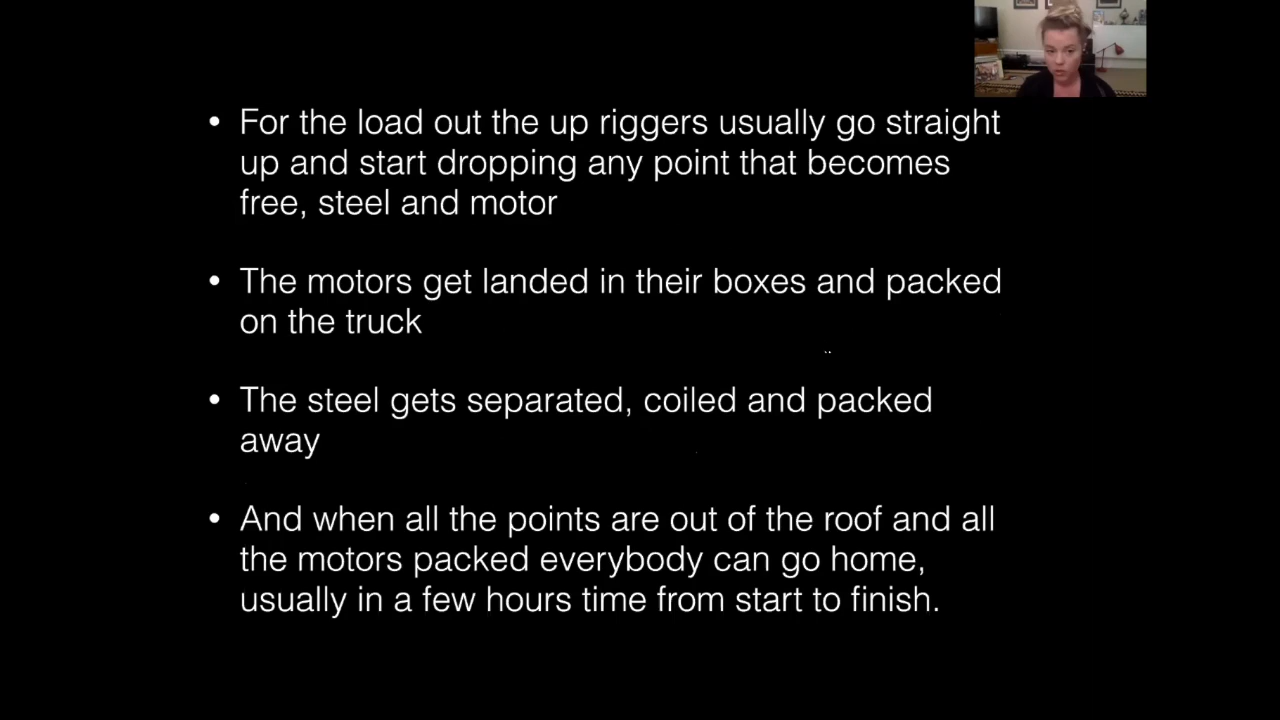 • For the load out the up riggers usually go straight
up and start dropping any point that becomes
free, steel and motor
• The motors get landed in their boxes and packed
on the truck
• The steel gets separated, coiled and packed
away
• And when all the points are out of the roof and all
the motors packed everybody can go home,
usually in a few hours time from start to finish.